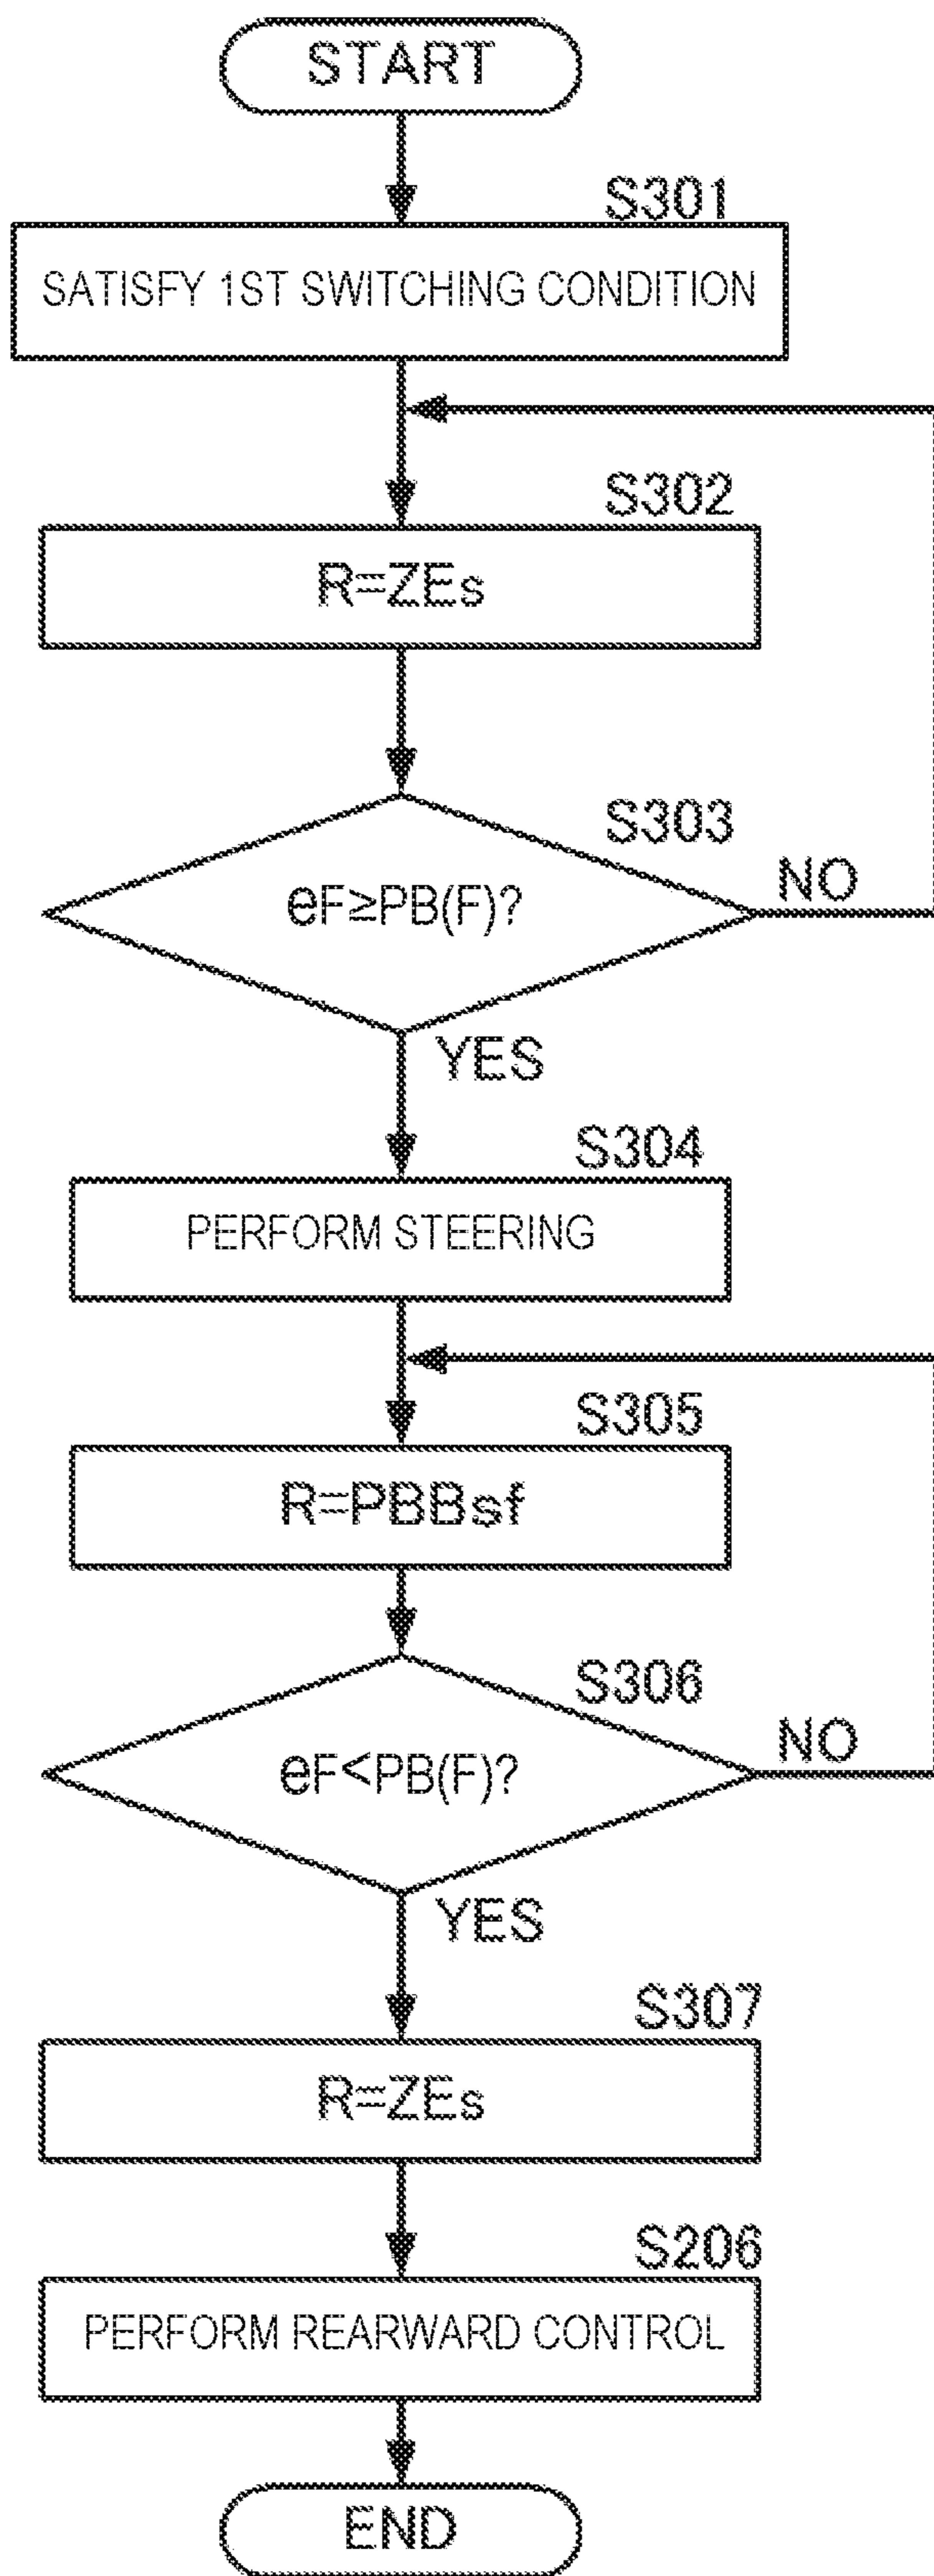 START
S301
SATISFY 1ST SWITCHING CONDITION
S302
R=ZEs
S303
eF≥PB(F)?
NO
YES
S304
PERFORM STEERING
S305
R=PBBsf
S306
eF<PB(F)?
NO
YES
S307
R=ZEs
S206
PERFORM REARWARD CONTROL
END